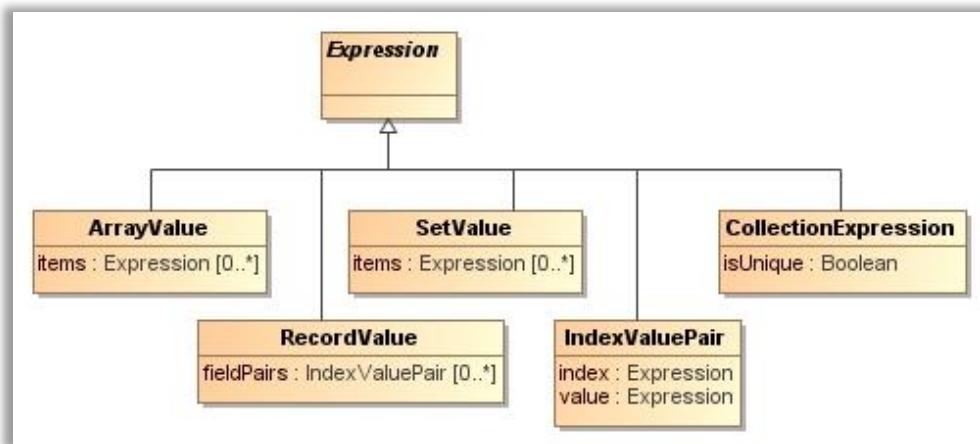 Expression
ArrayValue
items : Expression [0..*]
SetValue
items : Expression [0..*]
CollectionExpression
isUnique : Boolean
RecordValue
fieldPairs : IndexValuePair [0..*]
IndexValuePair
index : Expression
value : Expression